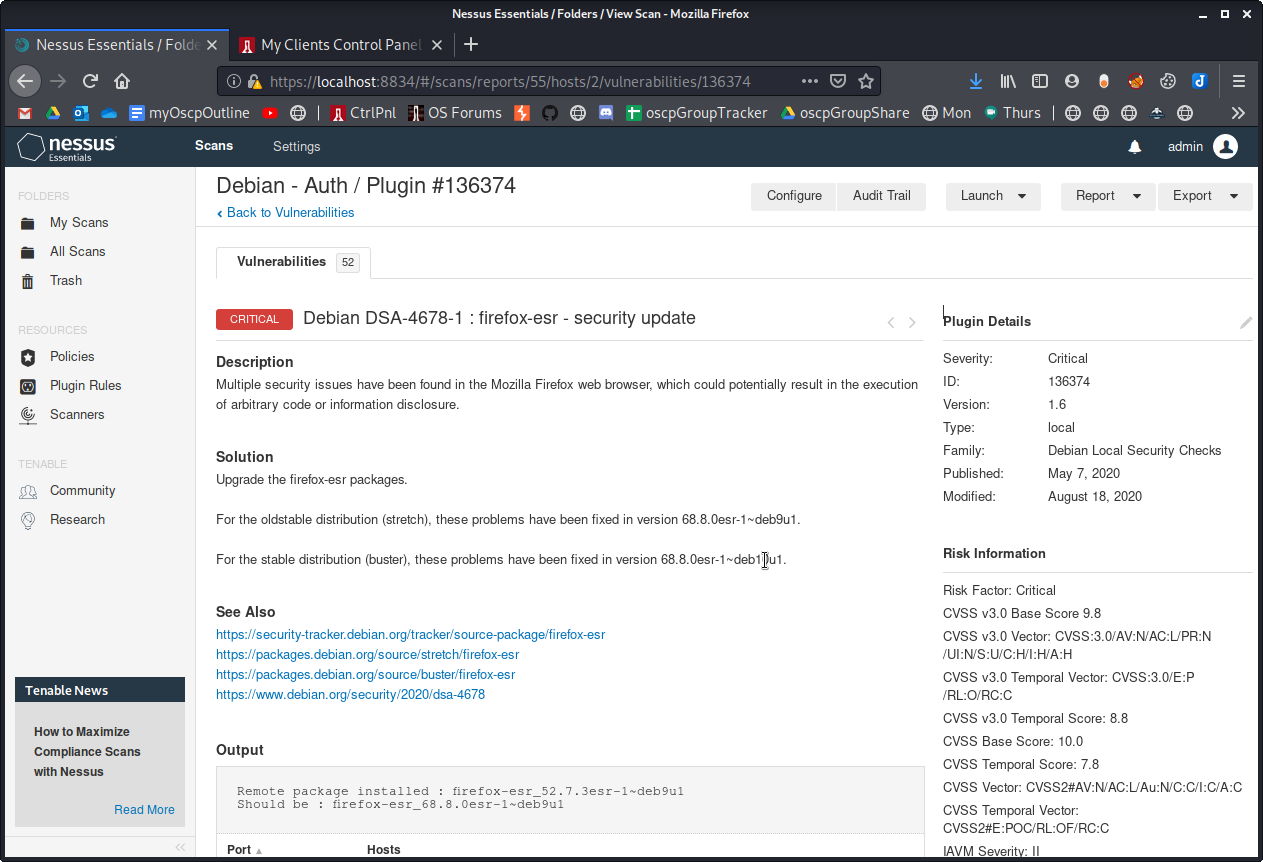 Nessus Essentials / Folders / View Scan - Mozilla Firefox
Nessus Essentials / Folde
My Clients Control Panel
https://localhost:8834/#/scans/reports/55/hosts/2/vulnerabilities/136374
myOscpOutline
CtrlPnl
OS Forums
oscpGroupTracker
oscpGroupShare
Mon
Thurs
nessus
Essentials
Scans
Settings
admin
FOLDERS
My Scans
All Scans
Trash
RESOURCES
Policies
Plugin Rules
Scanners
TENABLE
Community
Research
Tenable News
How to Maximize
Compliance Scans
with Nessus
Read More
Debian - Auth / Plugin #136374
Back to Vulnerabilities
Configure
Audit Trail
Launch
Report
Export
Vulnerabilities 52
CRITICAL Debian DSA-4678-1 : firefox-esr - security update
Description
Multiple security issues have been found in the Mozilla Firefox web browser, which could potentially result in the execution
of arbitrary code or information disclosure.
Solution
Upgrade the firefox-esr packages.
For the oldstable distribution (stretch), these problems have been fixed in version 68.8.0esr-1~deb9u1.
For the stable distribution (buster), these problems have been fixed in version 68.8.0esr-1~deb10u1.
See Also
https://security-tracker.debian.org/tracker/source-package/firefox-esr
https://packages.debian.org/source/stretch/firefox-esr
https://packages.debian.org/source/buster/firefox-esr
https://www.debian.org/security/2020/dsa-4678
Output
Remote package installed : firefox-esr_52.7.3esr-1~deb9u1
Should be : firefox-esr_68.8.0esr-1~deb9u1
Port Hosts
Plugin Details
Severity: Critical
ID: 136374
Version: 1.6
Type: local
Family: Debian Local Security Checks
Published: May 7, 2020
Modified: August 18, 2020
Risk Information
Risk Factor: Critical
CVSS v3.0 Base Score 9.8
CVSS v3.0 Vector: CVSS:3.0/AV:N/AC:L/PR:N
/UI:N/S:U/C:H/I:H/A:H
CVSS v3.0 Temporal Vector: CVSS:3.0/E:P
/RL:O/RC:C
CVSS v3.0 Temporal Score: 8.8
CVSS Base Score: 10.0
CVSS Temporal Score: 7.8
CVSS Vector: CVSS2#AV:N/AC:L/Au:N/C:C/I:C/A:C
CVSS Temporal Vector:
CVSS2#E:POC/RL:OF/RC:C
IAVM Severity: II